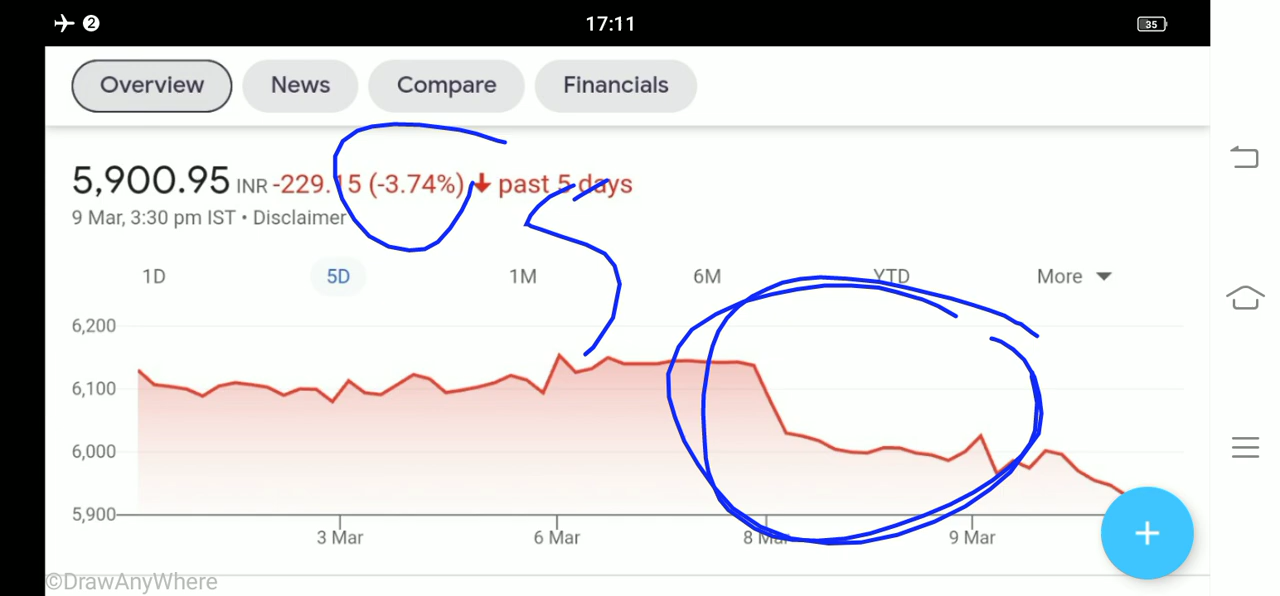 2 17:11 35
Overview News Compare Financials
5,900.95 INR -229.15 (-3.74%) past 5 days
9 Mar, 3:30 pm IST • Disclaimer
1D 5D 1M 6M YTD More
6,200
6,100
6,000
5,900
3 Mar 6 Mar 8 Mar 9 Mar
+
©DrawAnyWhere